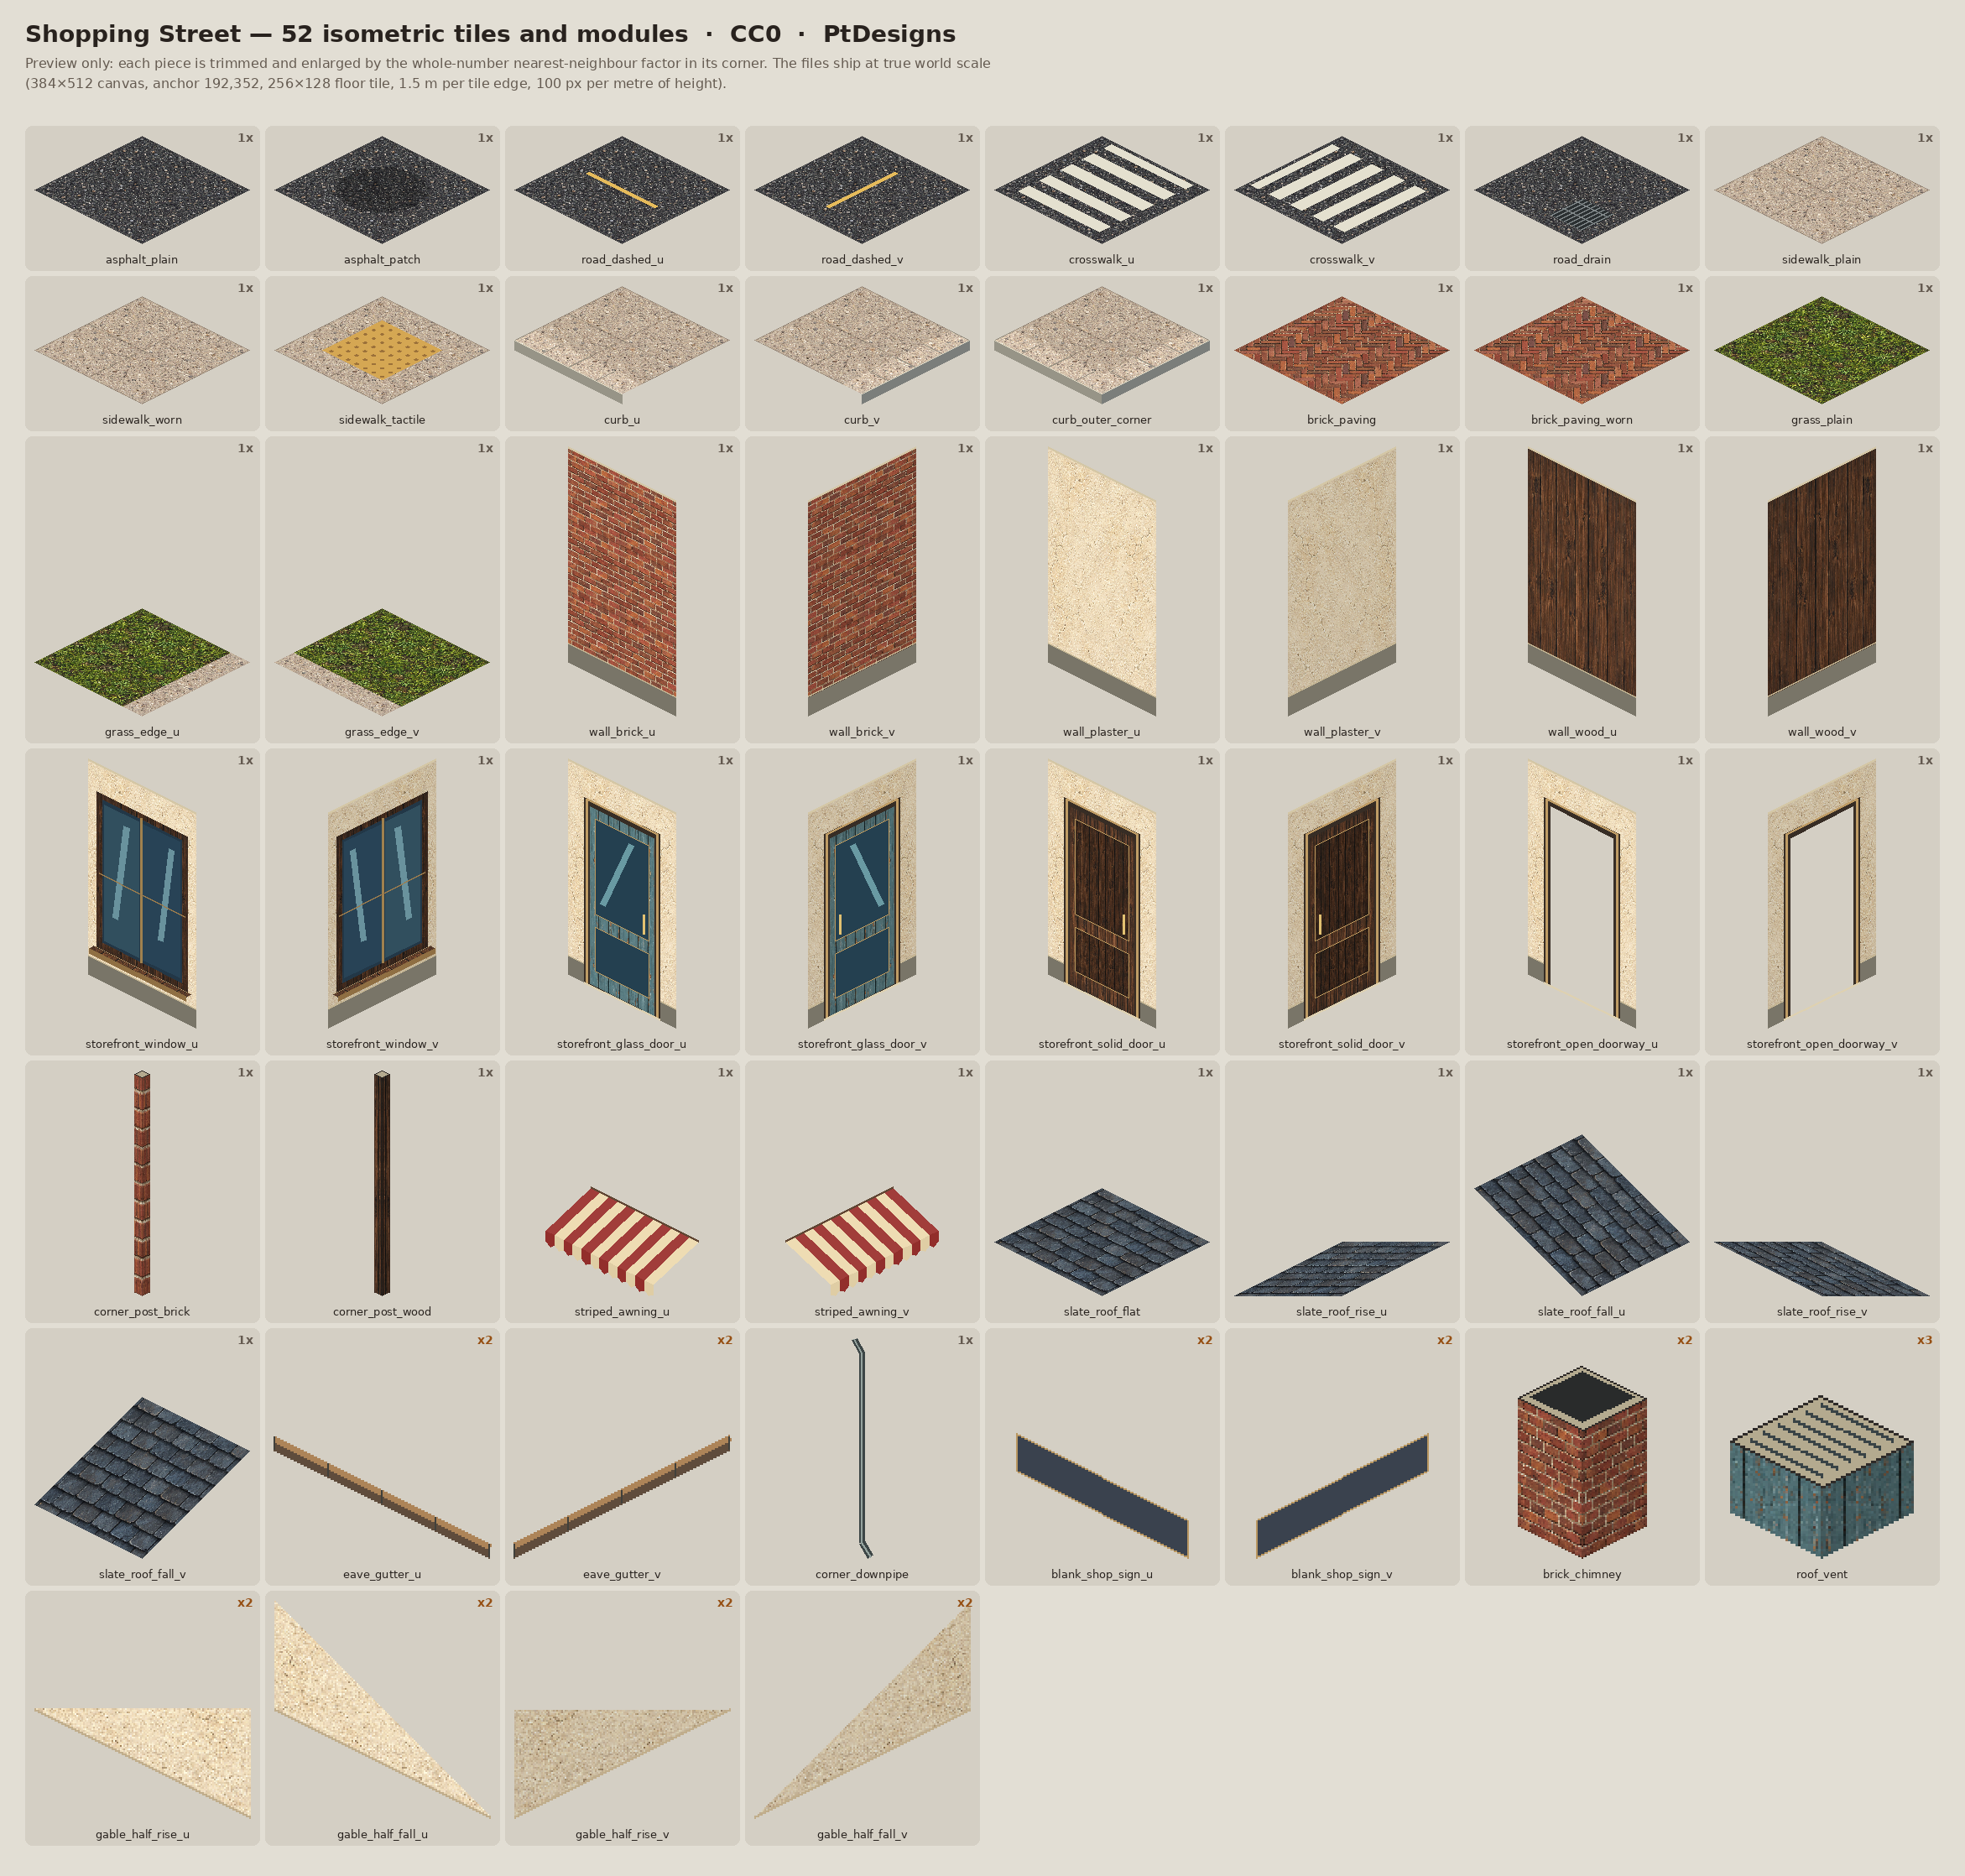 Shopping Street — 52 isometric tiles and modules · CC0 · PtDesigns
Preview only: each piece is trimmed and enlarged by the whole-number nearest-neighbour factor in its corner. The files ship at true world scale
(384×512 canvas, anchor 192,352, 256×128 floor tile, 1.5 m per tile edge, 100 px per metre of height).
1x 1x 1x 1x 1x 1x 1x 1x
asphalt_plain asphalt_patch road_dashed_u road_dashed_v crosswalk_u crosswalk_v road_drain sidewalk_plain
1x 1x 1x 1x 1x 1x 1x 1x
sidewalk_worn sidewalk_tactile curb_u curb_v curb_outer_corner brick_paving brick_paving_worn grass_plain
1x 1x 1x 1x 1x 1x 1x 1x
grass_edge_u grass_edge_v wall_brick_u wall_brick_v wall_plaster_u wall_plaster_v wall_wood_u wall_wood_v
1x 1x 1x 1x 1x 1x 1x 1x
storefront_window_u storefront_window_v storefront_glass_door_u storefront_glass_door_v storefront_solid_door_u storefront_solid_door_v storefront_open_doorway_u storefront_open_doorway_v
1x 1x 1x 1x 1x 1x 1x 1x
corner_post_brick corner_post_wood striped_awning_u striped_awning_v slate_roof_flat slate_roof_rise_u slate_roof_fall_u slate_roof_rise_v
1x x2 x2 1x x2 x2 x2 x3
slate_roof_fall_v eave_gutter_u eave_gutter_v corner_downpipe blank_shop_sign_u blank_shop_sign_v brick_chimney roof_vent
x2 x2 x2 x2
gable_half_rise_u gable_half_fall_u gable_half_rise_v gable_half_fall_v